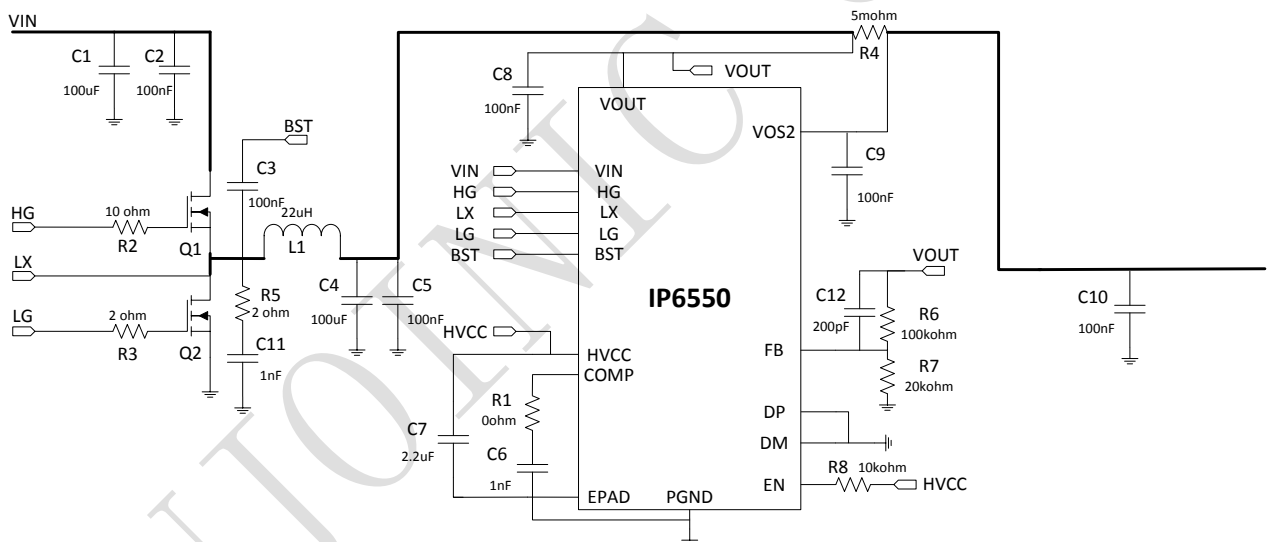 VIN
C1
100uF
C2
100nF
BST
C3
100nF
HG
10 ohm
R2
Q1
LX
22uH
L1
LG
2 ohm
R3
Q2
R5
2 ohm
C11
1nF
C4
100uF
C5
100nF
C8
100nF
VOUT
5mohm
R4
VOUT
VOS2
C9
100nF
VIN
VIN
HG
HG
LX
LX
LG
LG
BST
BST
IP6550
HVCC
HVCC
COMP
R1
0ohm
C7
2.2uF
C6
1nF
EPAD
PGND
VOUT
C12
200pF
R6
100kohm
FB
R7
20kohm
DP
DM
R8
10kohm
EN
HVCC
C10
100nF
INJOINIC